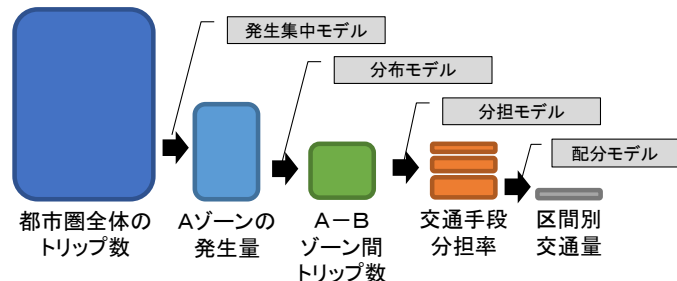 発生集中モデル
分布モデル
分担モデル
配分モデル
都市圏全体の
トリップ数
Aゾーンの
発生量
A－B
ゾーン間
トリップ数
交通手段
分担率
区間別
交通量